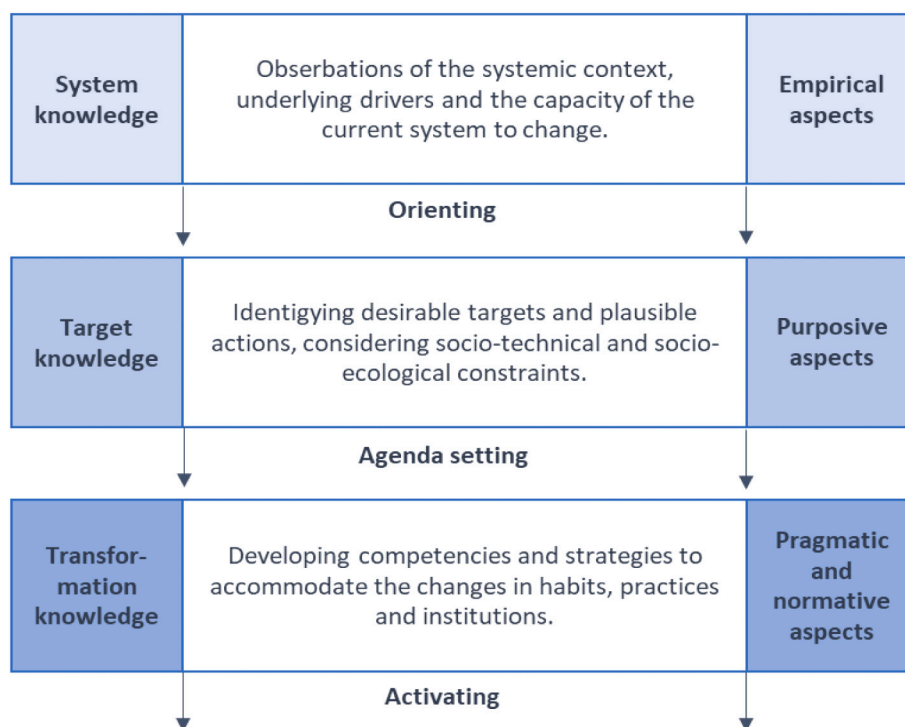 System
knowledge
Obserbations of the systemic context,
underlying drivers and the capacity of the
current system to change.
Empirical
aspects
Orienting
Target
knowledge
Identigying desirable targets and plausible
actions, considering socio-technical and socio-
ecological constraints.
Purposive
aspects
Agenda setting
Transfor-
mation
knowledge
Developing competencies and strategies to
accommodate the changes in habits, practices
and institutions.
Pragmatic
and
normative
aspects
Activating